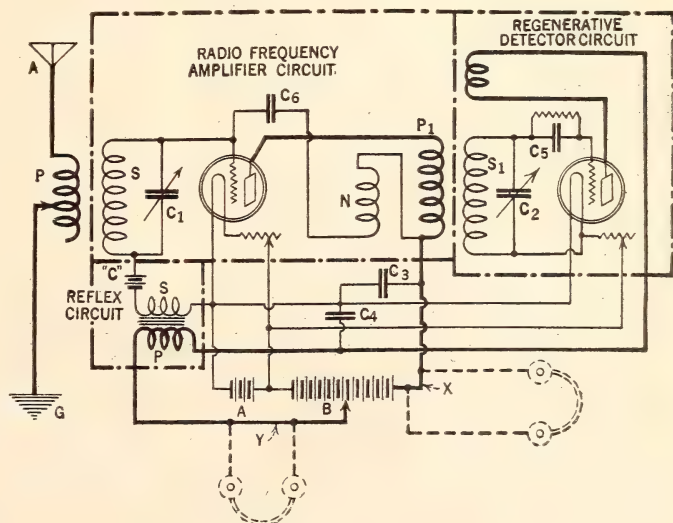 REGENERATIVE
DETECTOR CIRCUIT
RADIO FREQUENCY
AMPLIFIER CIRCUIT.
A
C6
P1
P
S
C1
N
S1
C5
C2
"C"
REFLEX
CIRCUIT
S
P
C3
C4
G
A
B
X
Y